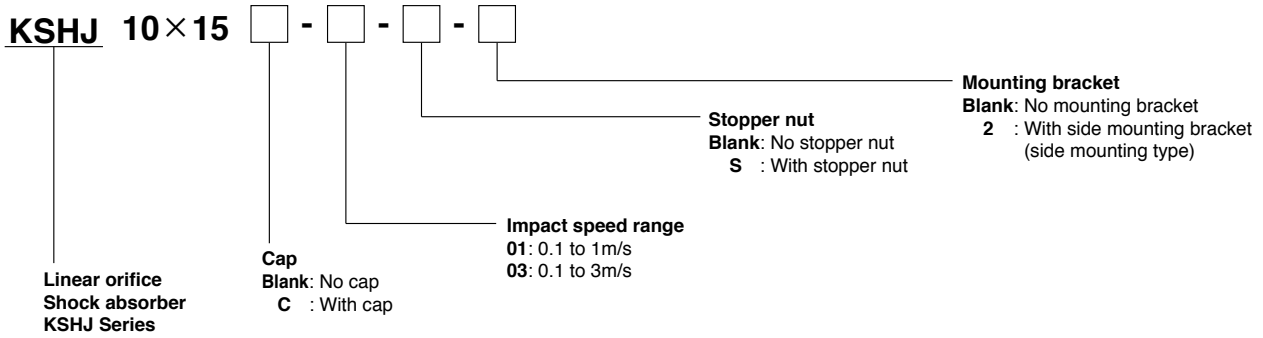 KSHJ 10×15 □ - □ - □ - □
Mounting bracket
Blank: No mounting bracket
2 : With side mounting bracket
(side mounting type)
Stopper nut
Blank: No stopper nut
S : With stopper nut
Impact speed range
01: 0.1 to 1m/s
03: 0.1 to 3m/s
Cap
Blank: No cap
C : With cap
Linear orifice
Shock absorber
KSHJ Series